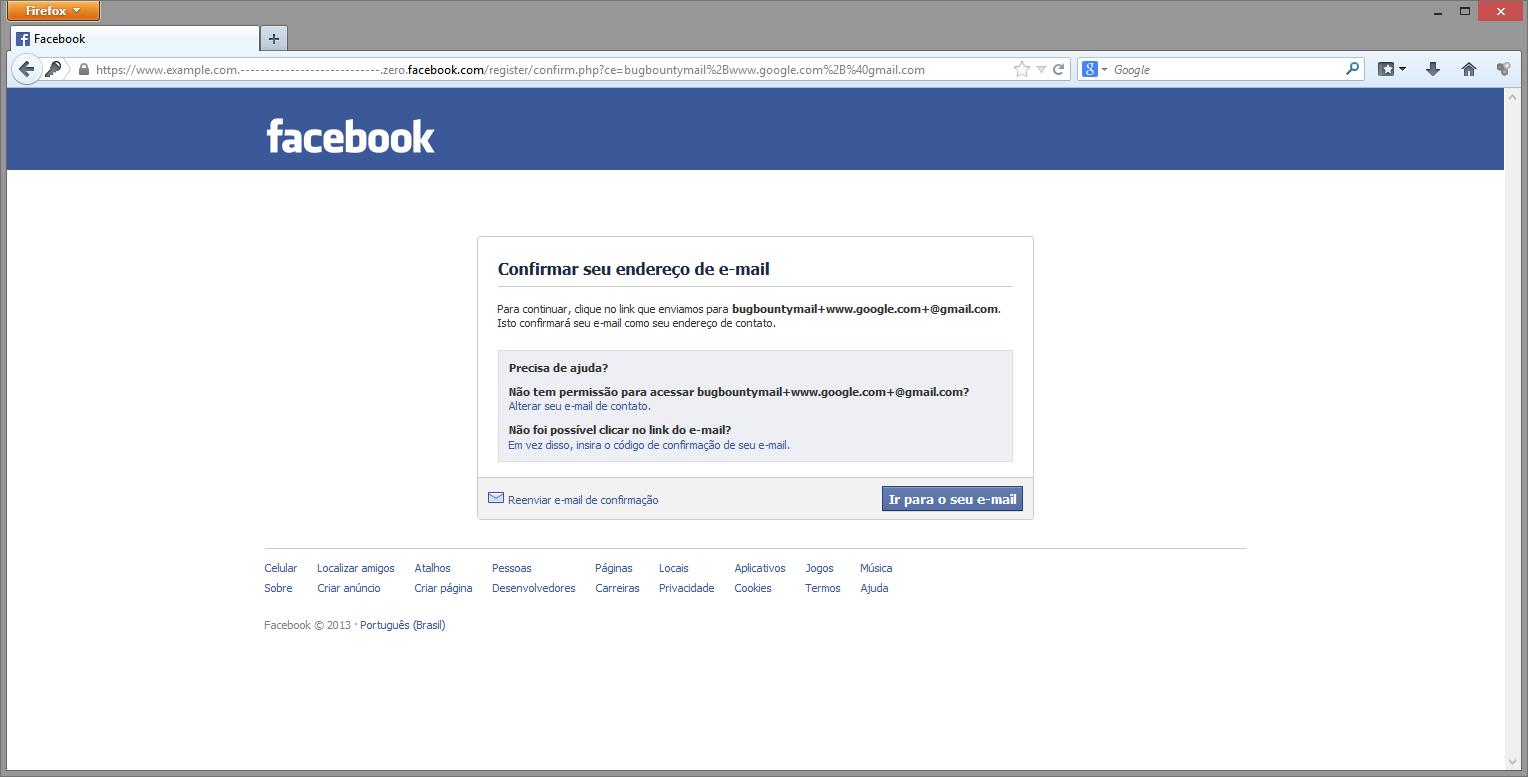 Firefox
Facebook
https://www.example.com.----------------------------.zero.facebook.com/register/confirm.php?ce=bugbountymail%2Bwww.google.com%2B%40gmail.com
Google
facebook
Confirmar seu endereço de e-mail
Para continuar, clique no link que enviamos para bugbountymail+www.google.com+@gmail.com.
Isto confirmará seu e-mail como seu endereço de contato.
Precisa de ajuda?
Não tem permissão para acessar bugbountymail+www.google.com+@gmail.com?
Alterar seu e-mail de contato.
Não foi possível clicar no link do e-mail?
Em vez disso, insira o código de confirmação de seu e-mail.
Reenviar e-mail de confirmação
Ir para o seu e-mail
Celular Localizar amigos Atalhos Pessoas Páginas Locais Aplicativos Jogos Música
Sobre Criar anúncio Criar página Desenvolvedores Carreiras Privacidade Cookies Termos Ajuda
Facebook © 2013 · Português (Brasil)